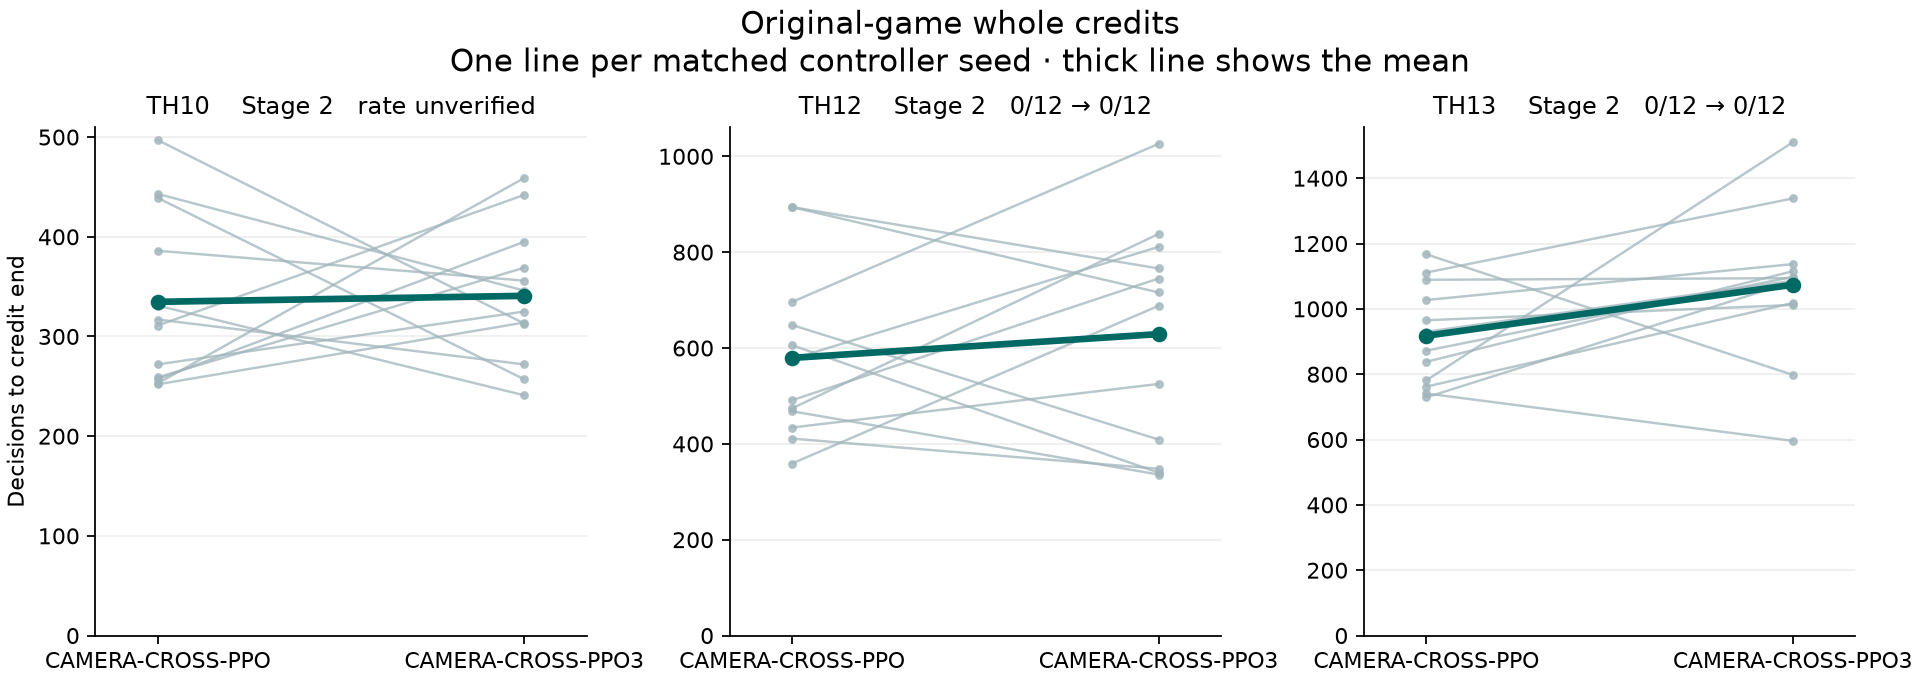 Original-game whole credits
One line per matched controller seed · thick line shows the mean
TH10 Stage 2 rate unverified
Decisions to credit end
500
400
300
200
100
0
CAMERA-CROSS-PPO
CAMERA-CROSS-PPO3
TH12 Stage 2 0/12 → 0/12
1000
800
600
400
200
0
CAMERA-CROSS-PPO
CAMERA-CROSS-PPO3
TH13 Stage 2 0/12 → 0/12
1400
1200
1000
800
600
400
200
0
CAMERA-CROSS-PPO
CAMERA-CROSS-PPO3